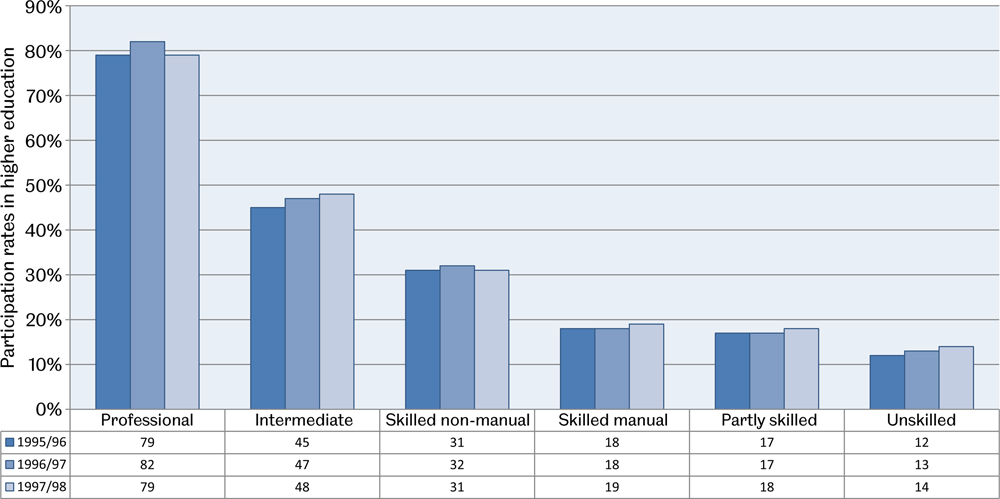 Participation rates in higher education
90%
80%
70%
60%
50%
40%
30%
20%
10%
0%
Professional Intermediate Skilled non-manual Skilled manual Partly skilled Unskilled
1995/96 79 45 31 18 17 12
1996/97 82 47 32 18 17 13
1997/98 79 48 31 19 18 14